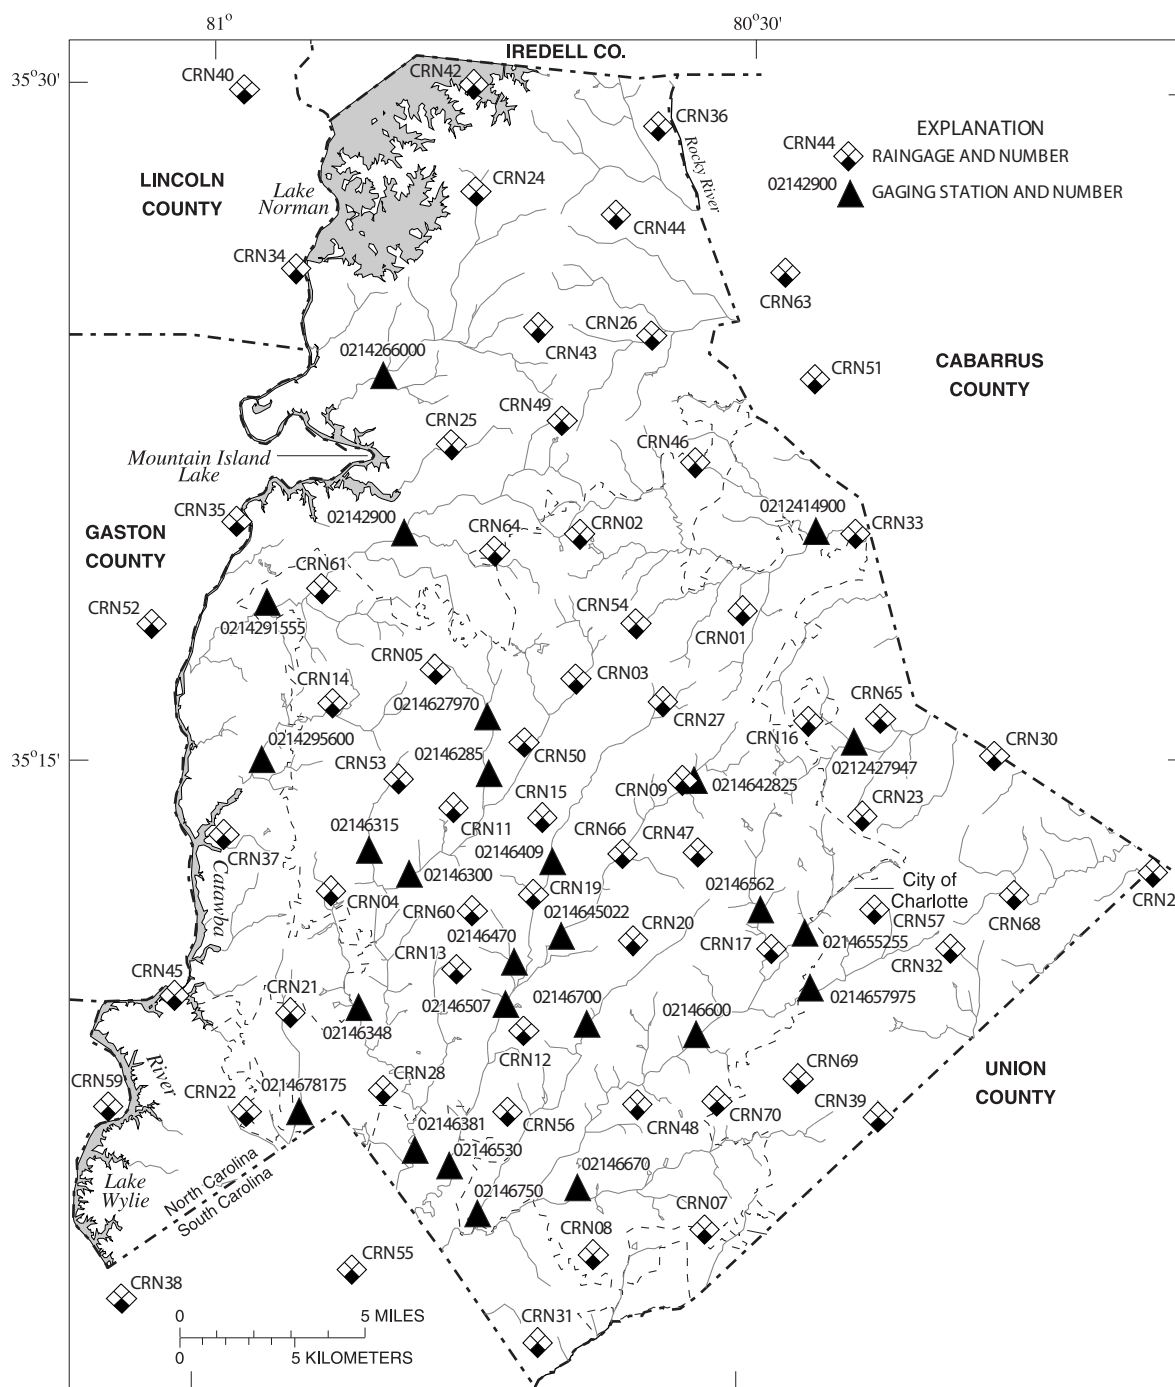 81°
80°30'
35°30'
IREDELL CO.
CRN40
CRN42
CRN36
EXPLANATION
CRN44
RAINGAGE AND NUMBER
02142900
GAGING STATION AND NUMBER
Rocky River
LINCOLN
COUNTY
Lake
Norman
CRN24
CRN44
CRN34
CRN63
CRN26
CRN43
0214266000
CABARRUS
COUNTY
CRN51
CRN49
CRN25
CRN46
Mountain Island
Lake
CRN35
02142900
CRN64
CRN02
0212414900
CRN33
GASTON
COUNTY
CRN61
CRN52
0214291555
CRN54
CRN01
CRN05
CRN14
CRN03
0214627970
CRN27
CRN65
CRN16
CRN30
0214295600
35°15'
CRN53
02146285
CRN50
CRN09
0214642825
0212427947
CRN23
CRN15
CRN11
02146315
CRN66
CRN47
02146409
CRN37
02146300
CRN19
02146562
City of
Charlotte
CRN2
CRN04
CRN60
0214645022
CRN57
CRN68
Catawba
02146470
CRN20
CRN17
0214655255
CRN32
CRN13
CRN45
CRN21
02146507
02146700
02146600
0214657975
02146348
CRN12
River
CRN59
CRN22
0214678175
CRN28
CRN69
UNION
COUNTY
CRN39
CRN70
CRN48
CRN56
02146381
02146530
02146670
North Carolina
South Carolina
Lake
Wylie
02146750
CRN07
CRN08
CRN55
CRN38
0
5 MILES
0
5 KILOMETERS
CRN31